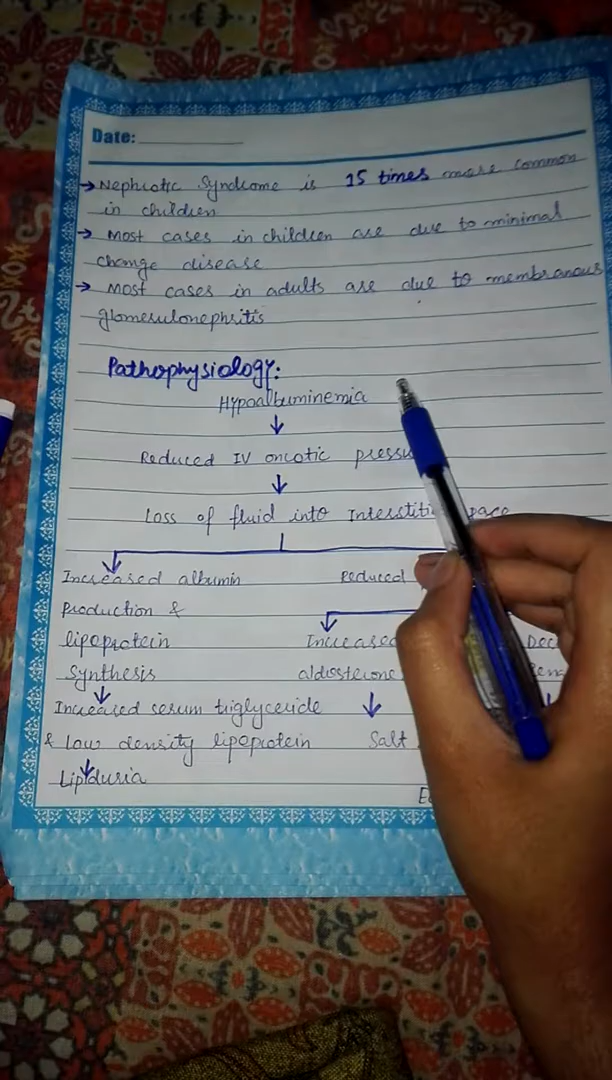 Date:
→ Nephrotic Syndrome is 15 times more common
in children
→ Most cases in children are due to minimal
change disease
→ Most cases in adults are due to membranous
glomerulonephritis
Pathophysiology:
Hypoalbuminemia
↓
Reduced IV oncotic
↓
Loss of fluid into
Increased albumin Reduced
production & 
lipoprotein Increased
Synthesis aldosterone
Increased serum triglyceride
& low density lipoprotein Salt
Lipiduria